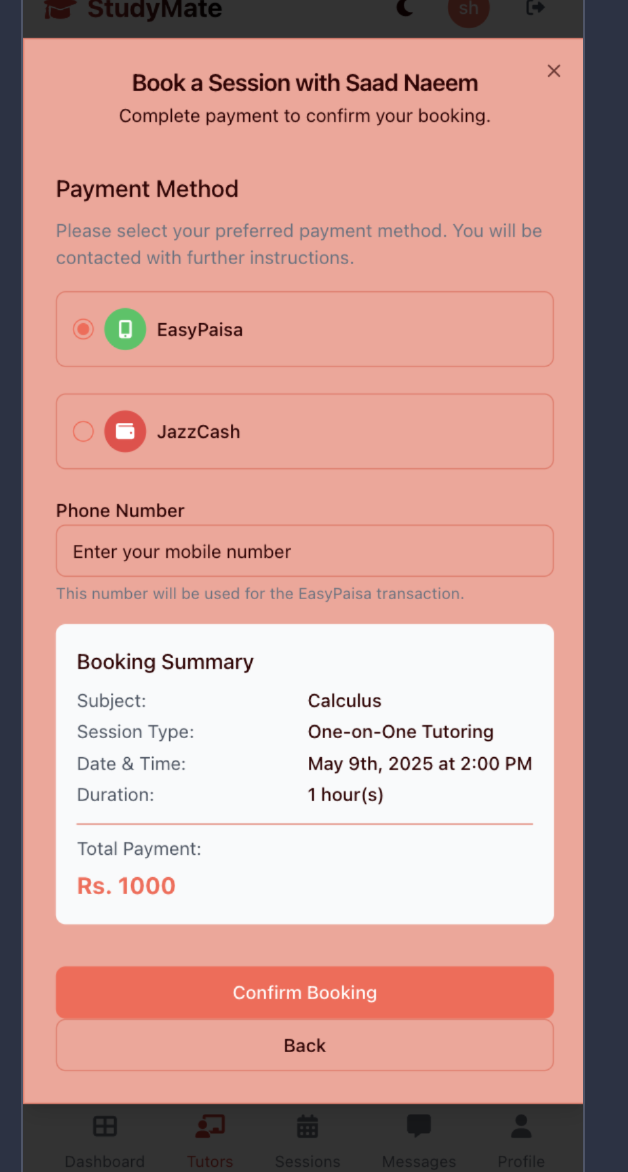 StudyMate
sh
Book a Session with Saad Naeem
Complete payment to confirm your booking.
Payment Method
Please select your preferred payment method. You will be
contacted with further instructions.
EasyPaisa
JazzCash
Phone Number
Enter your mobile number
This number will be used for the EasyPaisa transaction.
Booking Summary
Subject: Calculus
Session Type: One-on-One Tutoring
Date & Time: May 9th, 2025 at 2:00 PM
Duration: 1 hour(s)
Total Payment:
Rs. 1000
Confirm Booking
Back
Dashboard Tutors Sessions Messages Profile